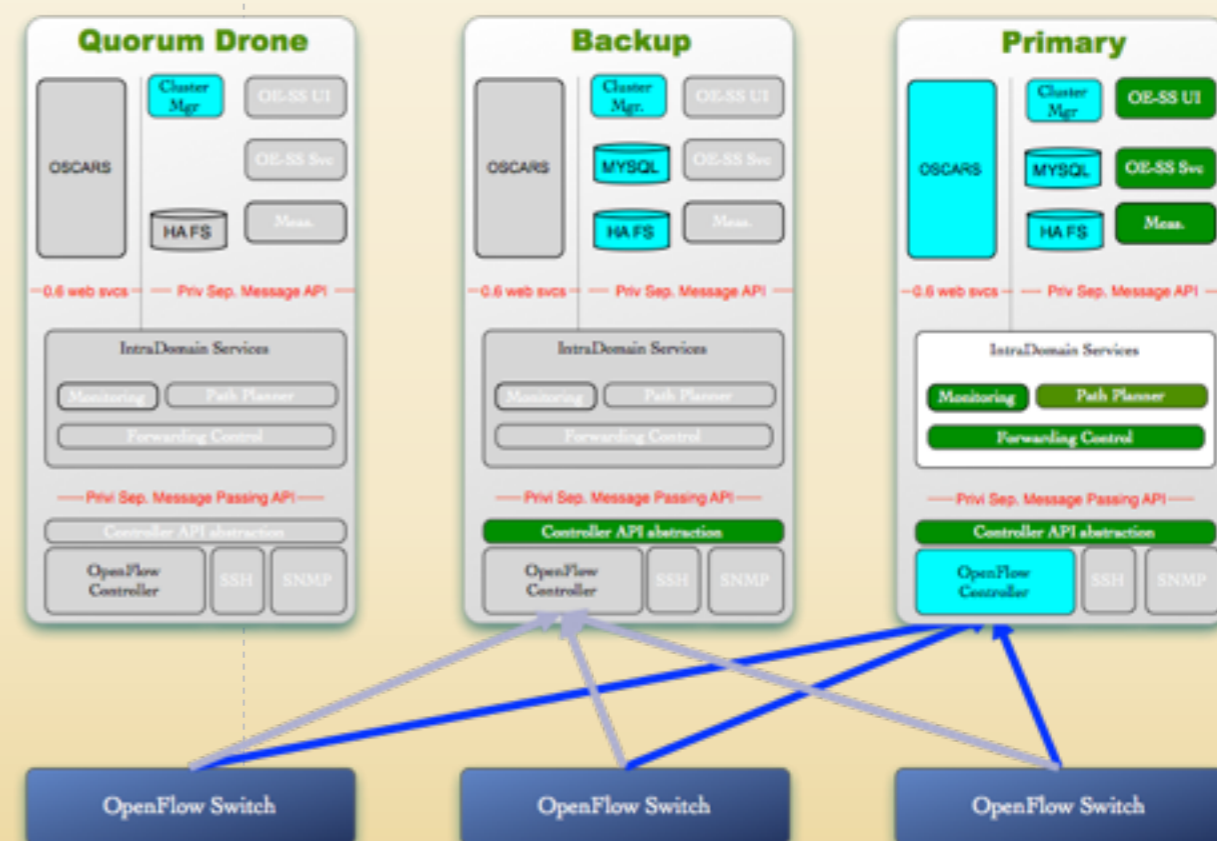 Quorum Drone
OSCARS
Cluster
Mgr
OE-SS UI
OE-SS Svc
HA FS
Meas.
0.6 web svcs
Priv Sep. Message API
IntraDomain Services
Monitoring
Path Planner
Forwarding Control
Privi Sep. Message Passing API
Controller API abstraction
OpenFlow
Controller
SSH
SNMP
Backup
OSCARS
Cluster
Mgr.
OE-SS UI
MYSQL
OE-SS Svc
HA FS
Meas.
0.6 web svcs
Priv Sep. Message API
IntraDomain Services
Monitoring
Path Planner
Forwarding Control
Privi Sep. Message Passing API
Controller API abstraction
OpenFlow
Controller
SSH
SNMP
Primary
OSCARS
Cluster
Mgr
OE-SS UI
MYSQL
OE-SS Svc
HA FS
Meas.
0.6 web svcs
Priv Sep. Message API
IntraDomain Services
Monitoring
Path Planner
Forwarding Control
Privi Sep. Message Passing API
Controller API abstraction
OpenFlow
Controller
SSH
SNMP
OpenFlow Switch
OpenFlow Switch
OpenFlow Switch